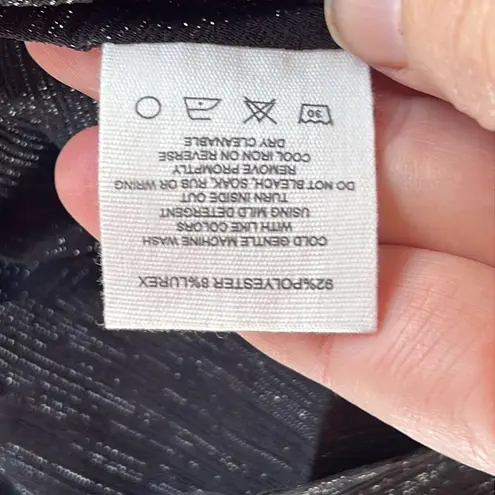 92%POLYESTER 8%LUREX
COLD GENTLE MACHINE WASH
WITH LIKE COLORS
USING MILD DETERGENT
TURN INSIDE OUT
DO NOT BLEACH, SOAK, RUB OR WRING
REMOVE PROMPTLY
COOL IRON ON REVERSE
DRY CLEANABLE
30